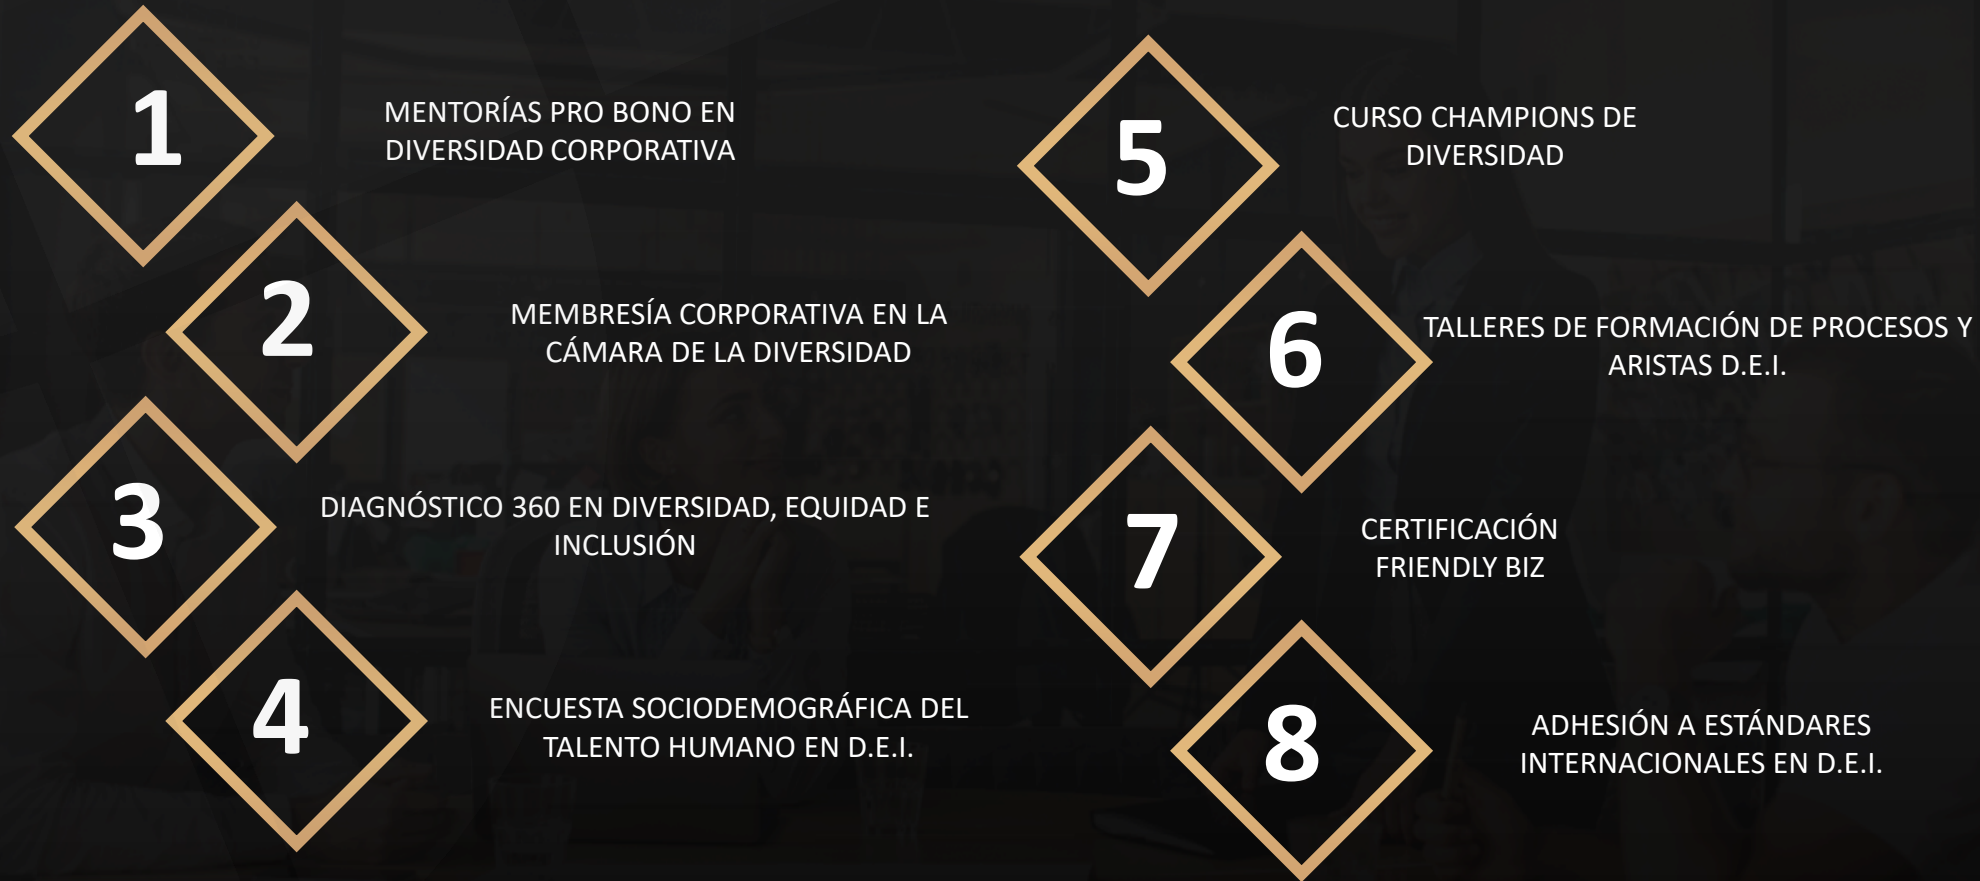 1
MENTORÍAS PRO BONO EN
DIVERSIDAD CORPORATIVA
2
MEMBRESÍA CORPORATIVA EN LA
CÁMARA DE LA DIVERSIDAD
3
DIAGNÓSTICO 360 EN DIVERSIDAD, EQUIDAD E
INCLUSIÓN
4
ENCUESTA SOCIODEMOGRÁFICA DEL
TALENTO HUMANO EN D.E.I.
5
CURSO CHAMPIONS DE
DIVERSIDAD
6
TALLERES DE FORMACIÓN DE PROCESOS Y
ARISTAS D.E.I.
7
CERTIFICACIÓN
FRIENDLY BIZ
8
ADHESIÓN A ESTÁNDARES
INTERNACIONALES EN D.E.I.